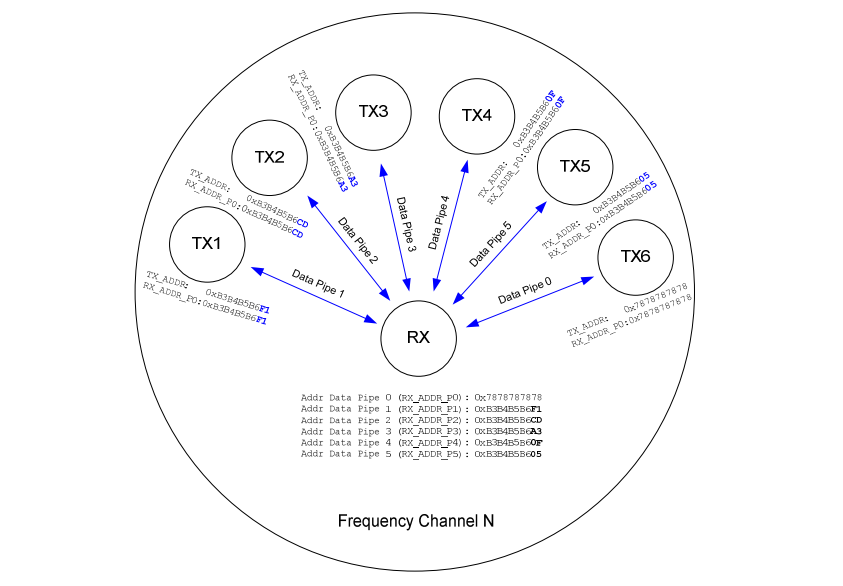 TX3
TX_ADDR: 0xB3B4B5B6A3
RX_ADDR_P0:0xB3B4B5B6A3
TX4
TX_ADDR: 0xB3B4B5B60F
RX_ADDR_P0:0xB3B4B5B60F
TX2
TX_ADDR: 0xB3B4B5B6CD
RX_ADDR_P0:0xB3B4B5B6CD
TX5
TX_ADDR: 0xB3B4B5B605
RX_ADDR_P0:0xB3B4B5B605
TX1
TX_ADDR: 0xB3B4B5B6F1
RX_ADDR_P0:0xB3B4B5B6F1
TX6
TX_ADDR: 0x7878787878
RX_ADDR_P0:0x7878787878
Data Pipe 1
Data Pipe 2
Data Pipe 3
Data Pipe 4
Data Pipe 5
Data Pipe 0
RX
Addr Data Pipe 0 (RX_ADDR_P0): 0x7878787878
Addr Data Pipe 1 (RX_ADDR_P1): 0xB3B4B5B6F1
Addr Data Pipe 2 (RX_ADDR_P2): 0xB3B4B5B6CD
Addr Data Pipe 3 (RX_ADDR_P3): 0xB3B4B5B6A3
Addr Data Pipe 4 (RX_ADDR_P4): 0xB3B4B5B60F
Addr Data Pipe 5 (RX_ADDR_P5): 0xB3B4B5B605
Frequency Channel N